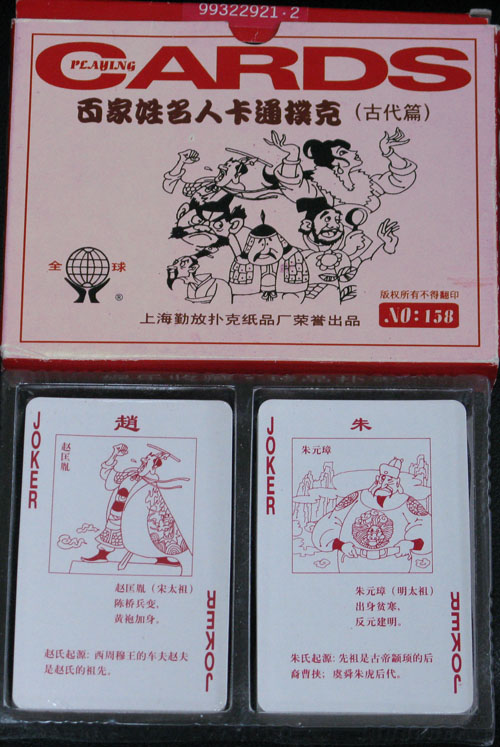 99322921·2
PLAYING
CARDS
百家姓名人卡通撲克（古代篇）
全球
®
版权所有不得翻印
NO:158
上海勤放扑克纸品厂荣誉出品
JOKER
趙
赵匡胤
赵匡胤（宋太祖）
陈桥兵变、
黄袍加身。
赵氏起源：西周穆王的车夫赵夫
是赵氏的祖先。
JOKER
JOKER
朱
朱元璋
朱元璋（明太祖）
出身贫寒、
反元建明。
朱氏起源：先祖是古帝颛顼的后
裔曹挟；虞舜朱虎后代。
JOKER